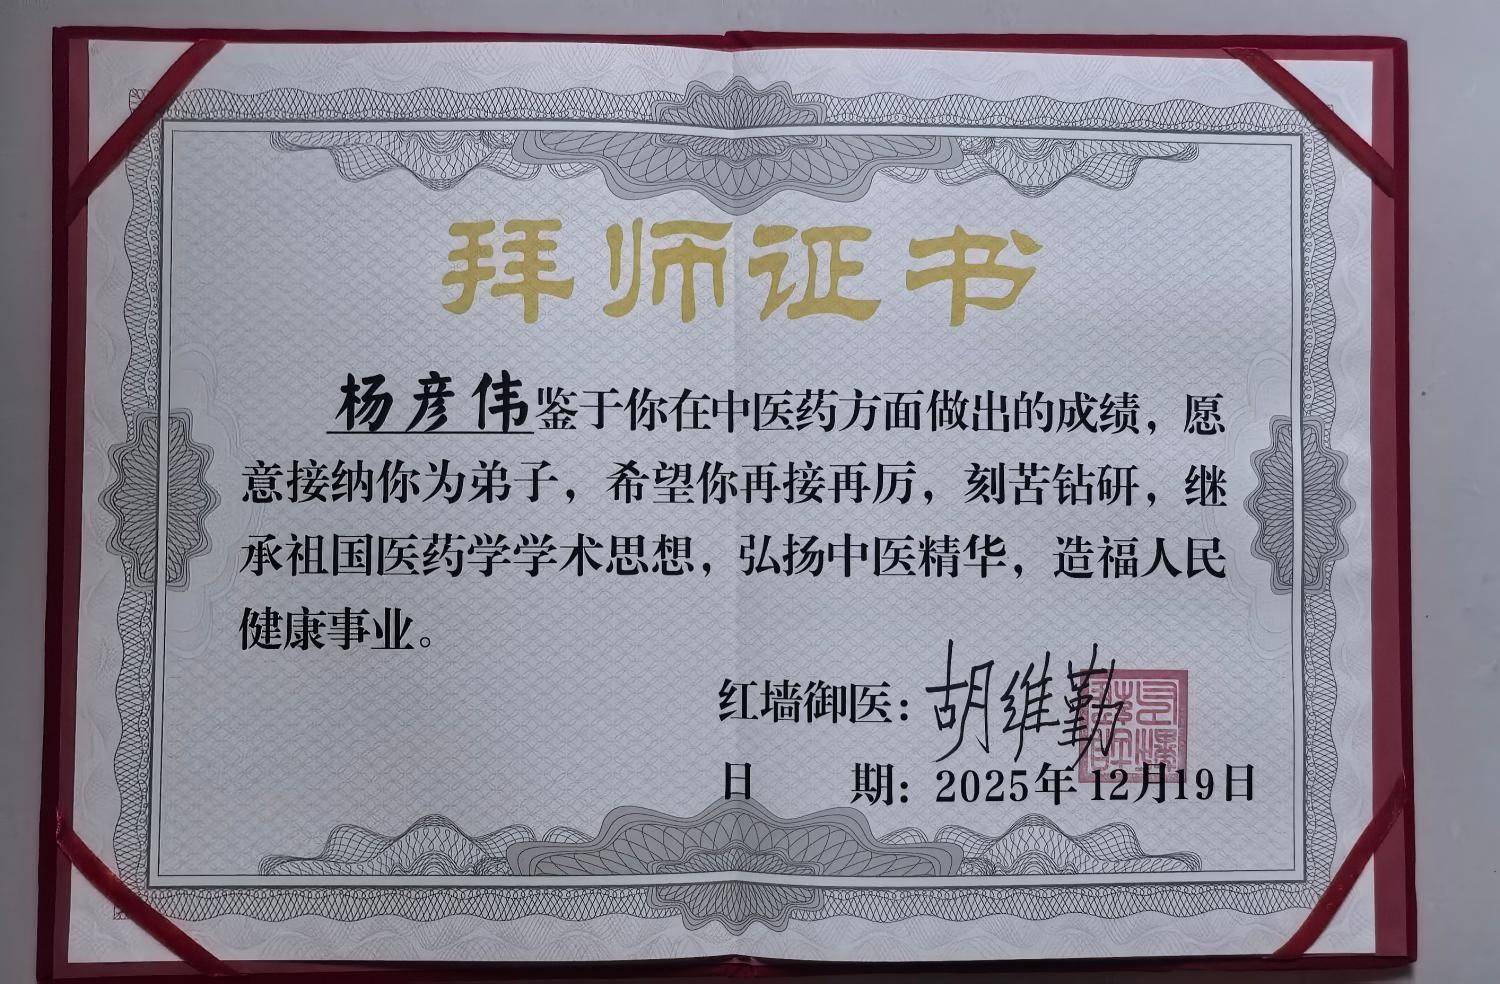 拜师证书
杨彦伟鉴于你在中医药方面做出的成绩，愿
意接纳你为弟子，希望你再接再厉，刻苦钻研，继
承祖国医药学学术思想，弘扬中医精华，造福人民
健康事业。
红墙御医：胡维勤
日　　期：2025年12月19日